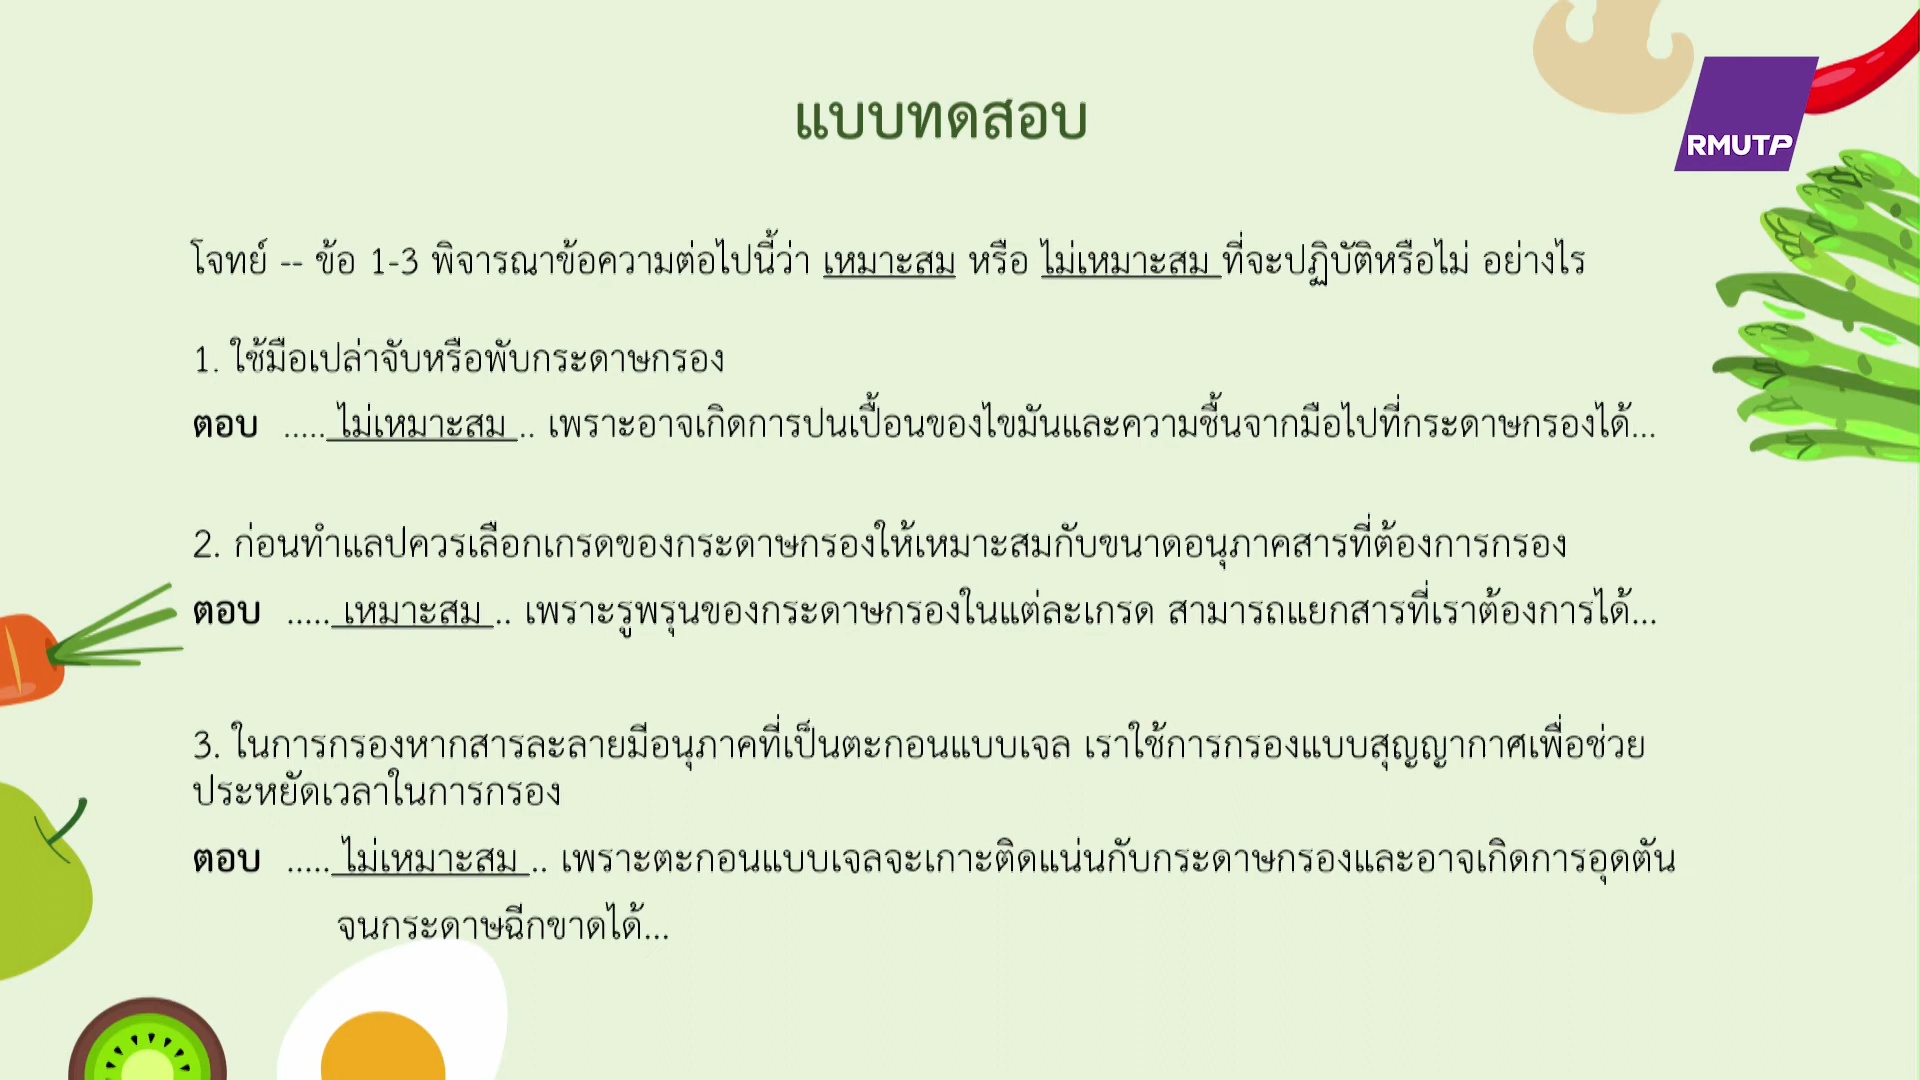 แบบทดสอบ
RMUTP
โจทย์ -- ข้อ 1-3 พิจารณาข้อความต่อไปนี้ว่า เหมาะสม หรือ ไม่เหมาะสม ที่จะปฏิบัติหรือไม่ อย่างไร
1. ใช้มือเปล่าจับหรือพับกระดาษกรอง
ตอบ ..... ไม่เหมาะสม .. เพราะอาจเกิดการปนเปื้อนของไขมันและความชื้นจากมือไปที่กระดาษกรองได้...
2. ก่อนทำแลปควรเลือกเกรดของกระดาษกรองให้เหมาะสมกับขนาดอนุภาคสารที่ต้องการกรอง
ตอบ ..... เหมาะสม .. เพราะรูพรุนของกระดาษกรองในแต่ละเกรด สามารถแยกสารที่เราต้องการได้...
3. ในการกรองหากสารละลายมีอนุภาคที่เป็นตะกอนแบบเจล เราใช้การกรองแบบสุญญากาศเพื่อช่วย
ประหยัดเวลาในการกรอง
ตอบ ..... ไม่เหมาะสม .. เพราะตะกอนแบบเจลจะเกาะติดแน่นกับกระดาษกรองและอาจเกิดการอุดตัน
จนกระดาษฉีกขาดได้...